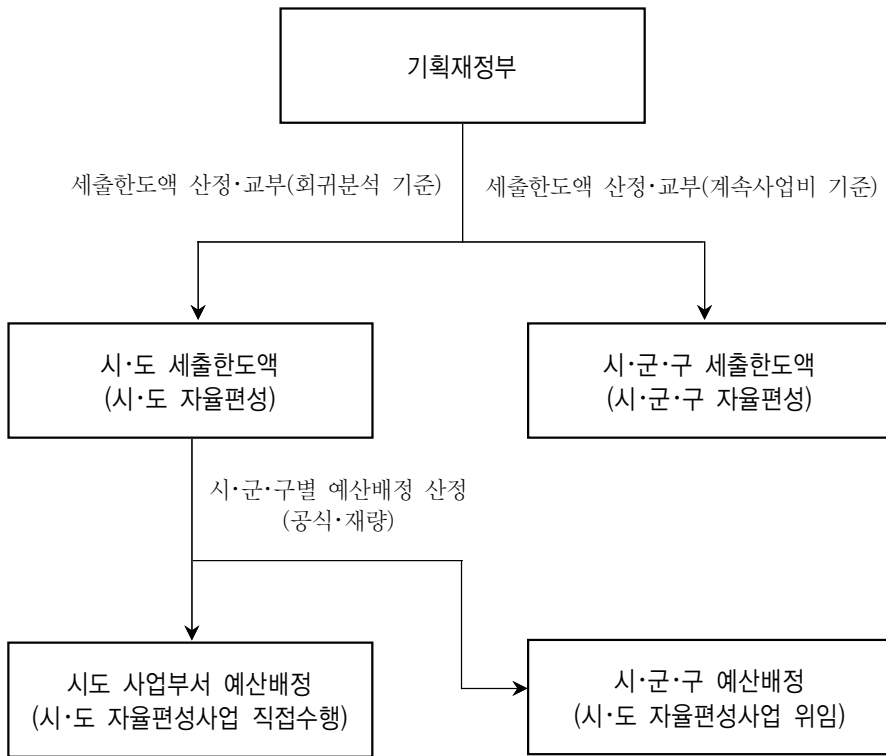 기획재정부
세출한도액 산정·교부(회귀분석 기준)
세출한도액 산정·교부(계속사업비 기준)
시·도 세출한도액
(시·도 자율편성)
시·군·구 세출한도액
(시·군·구 자율편성)
시·군·구별 예산배정 산정
(공식·재량)
시도 사업부서 예산배정
(시·도 자율편성사업 직접수행)
시·군·구 예산배정
(시·도 자율편성사업 위임)